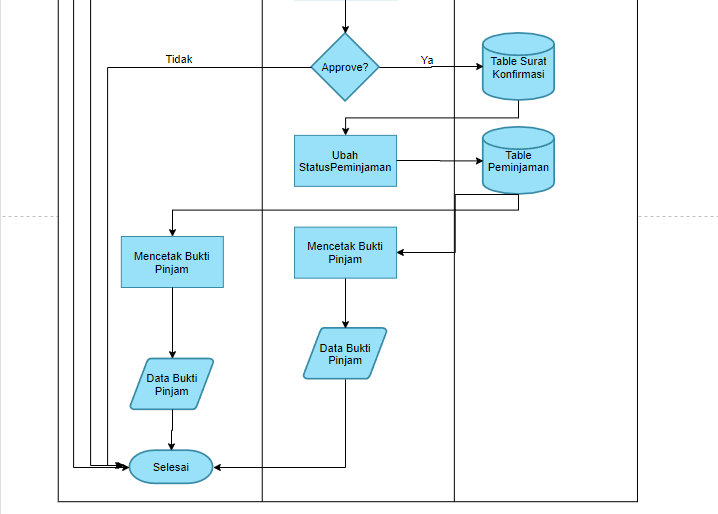 Tidak
Approve?
Ya
Table Surat
Konfirmasi
Ubah
StatusPeminjaman
Table
Peminjaman
Mencetak Bukti
Pinjam
Mencetak Bukti
Pinjam
Data Bukti
Pinjam
Data Bukti
Pinjam
Selesai